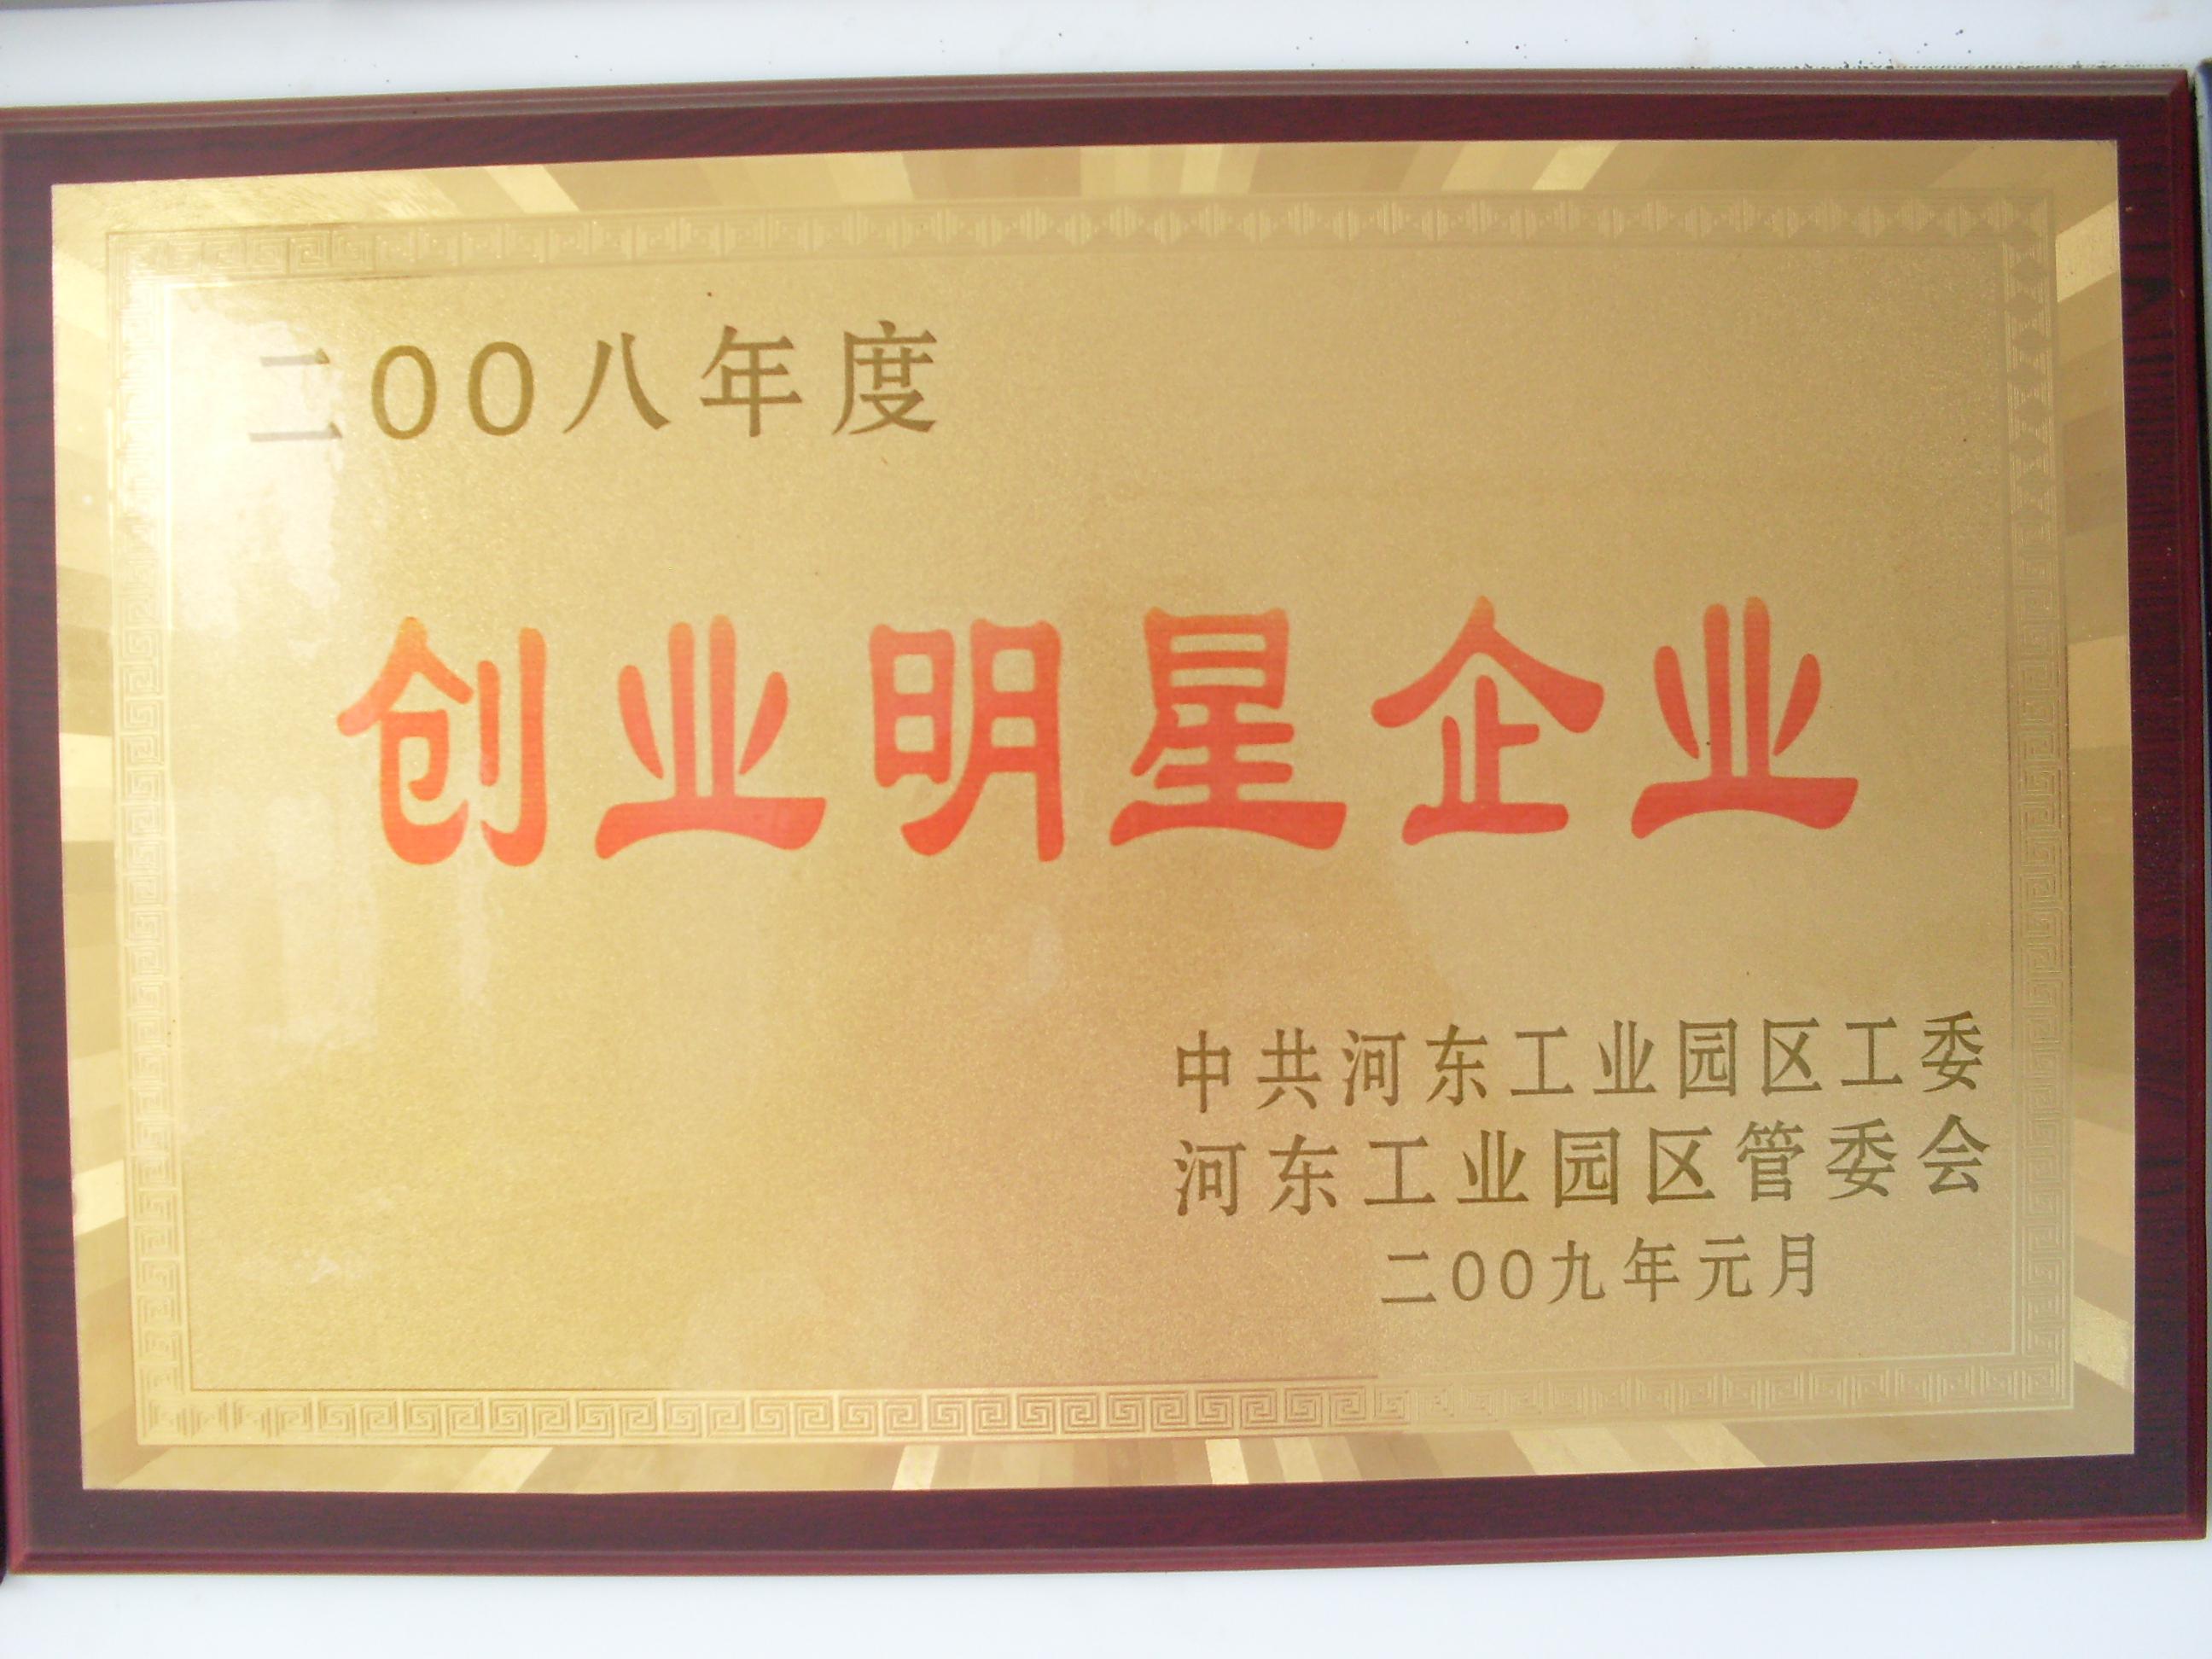 二00八年度
创业明星企业
中共河东工业园区工委
河东工业园区管委会
二00九年元月